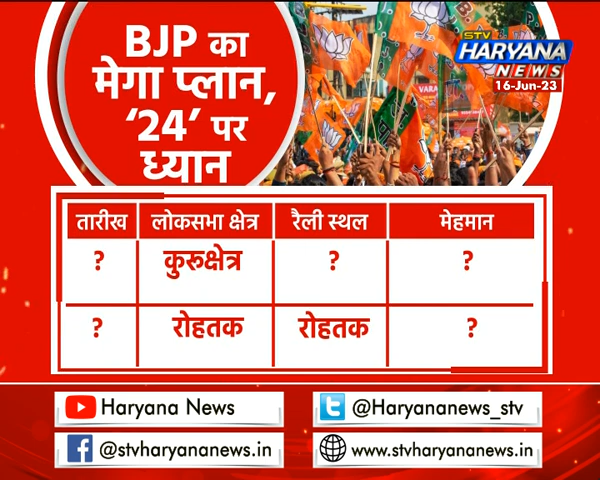 BJP का
मेगा प्लान,
‘24’ पर
ध्यान
STV
HARYANA
NEWS
16-Jun-23
तारीख लोकसभा क्षेत्र रैली स्थल मेहमान
? कुरूक्षेत्र ? ?
? रोहतक रोहतक ?
Haryana News @Haryananews_stv
@stvharyananews.in www.stvharyananews.in